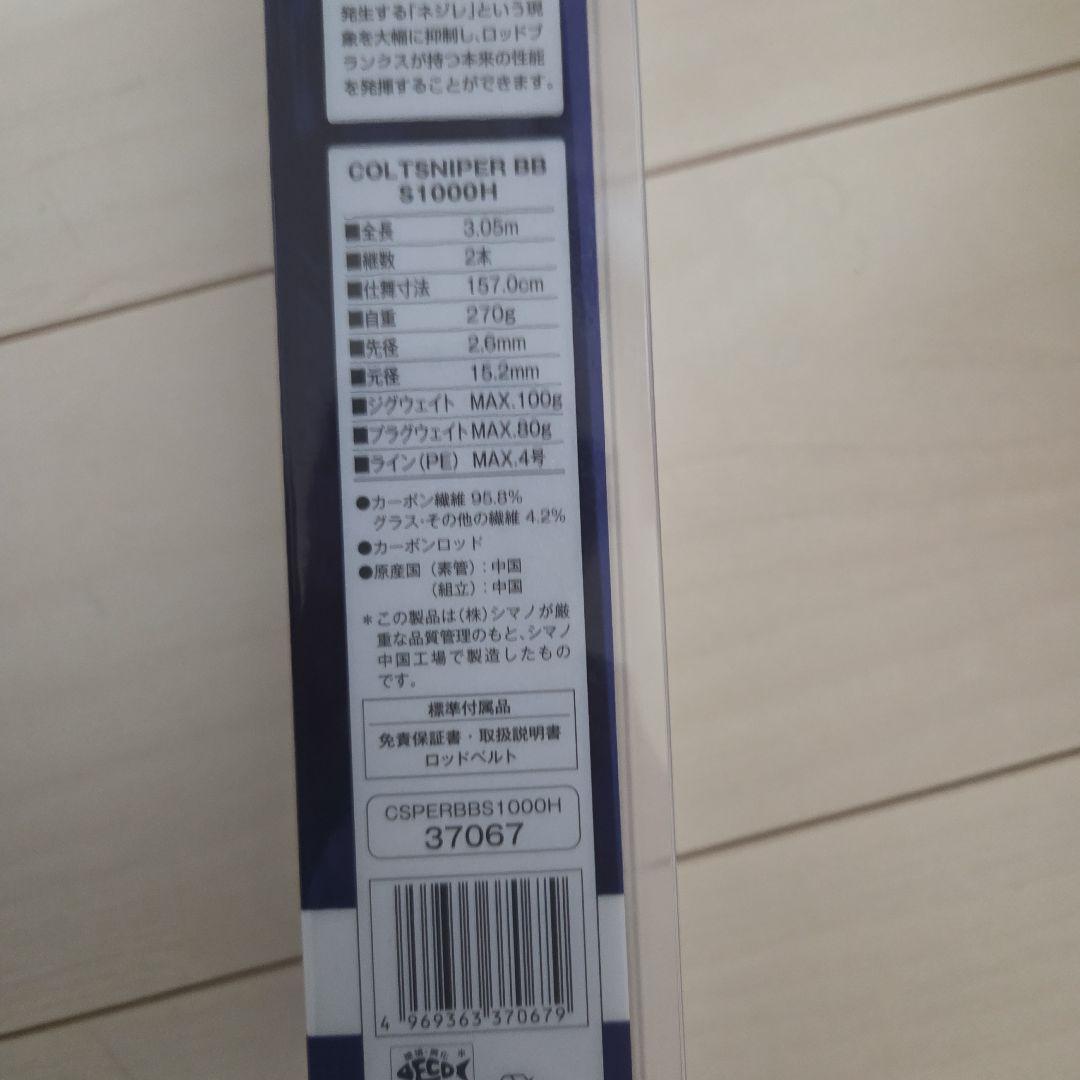 発生する「ネジレ」という現
象を大幅に抑制し、ロッドブ
ランクスが持つ本来の性能
を発揮することができます。
COLTSNIPER BB
S1000H
■全長 3.05m
■継数 2本
■仕舞寸法 157.0cm
■自重 270g
■先径 2.6mm
■元径 15.2mm
■ジグウェイト MAX.100g
■プラグウェイト MAX.80g
■ライン(PE) MAX.4号
●カーボン繊維 95.8%
グラス・その他の繊維 4.2%
●カーボンロッド
●原産国（素管）：中国
（組立）：中国
＊この製品は(株)シマノが厳
重な品質管理のもと、シマノ
中国工場で製造したもの
です。
標準付属品
免責保証書・取扱説明書
ロッドベルト
CSPERBBS1000H
37067
4 969363 370679